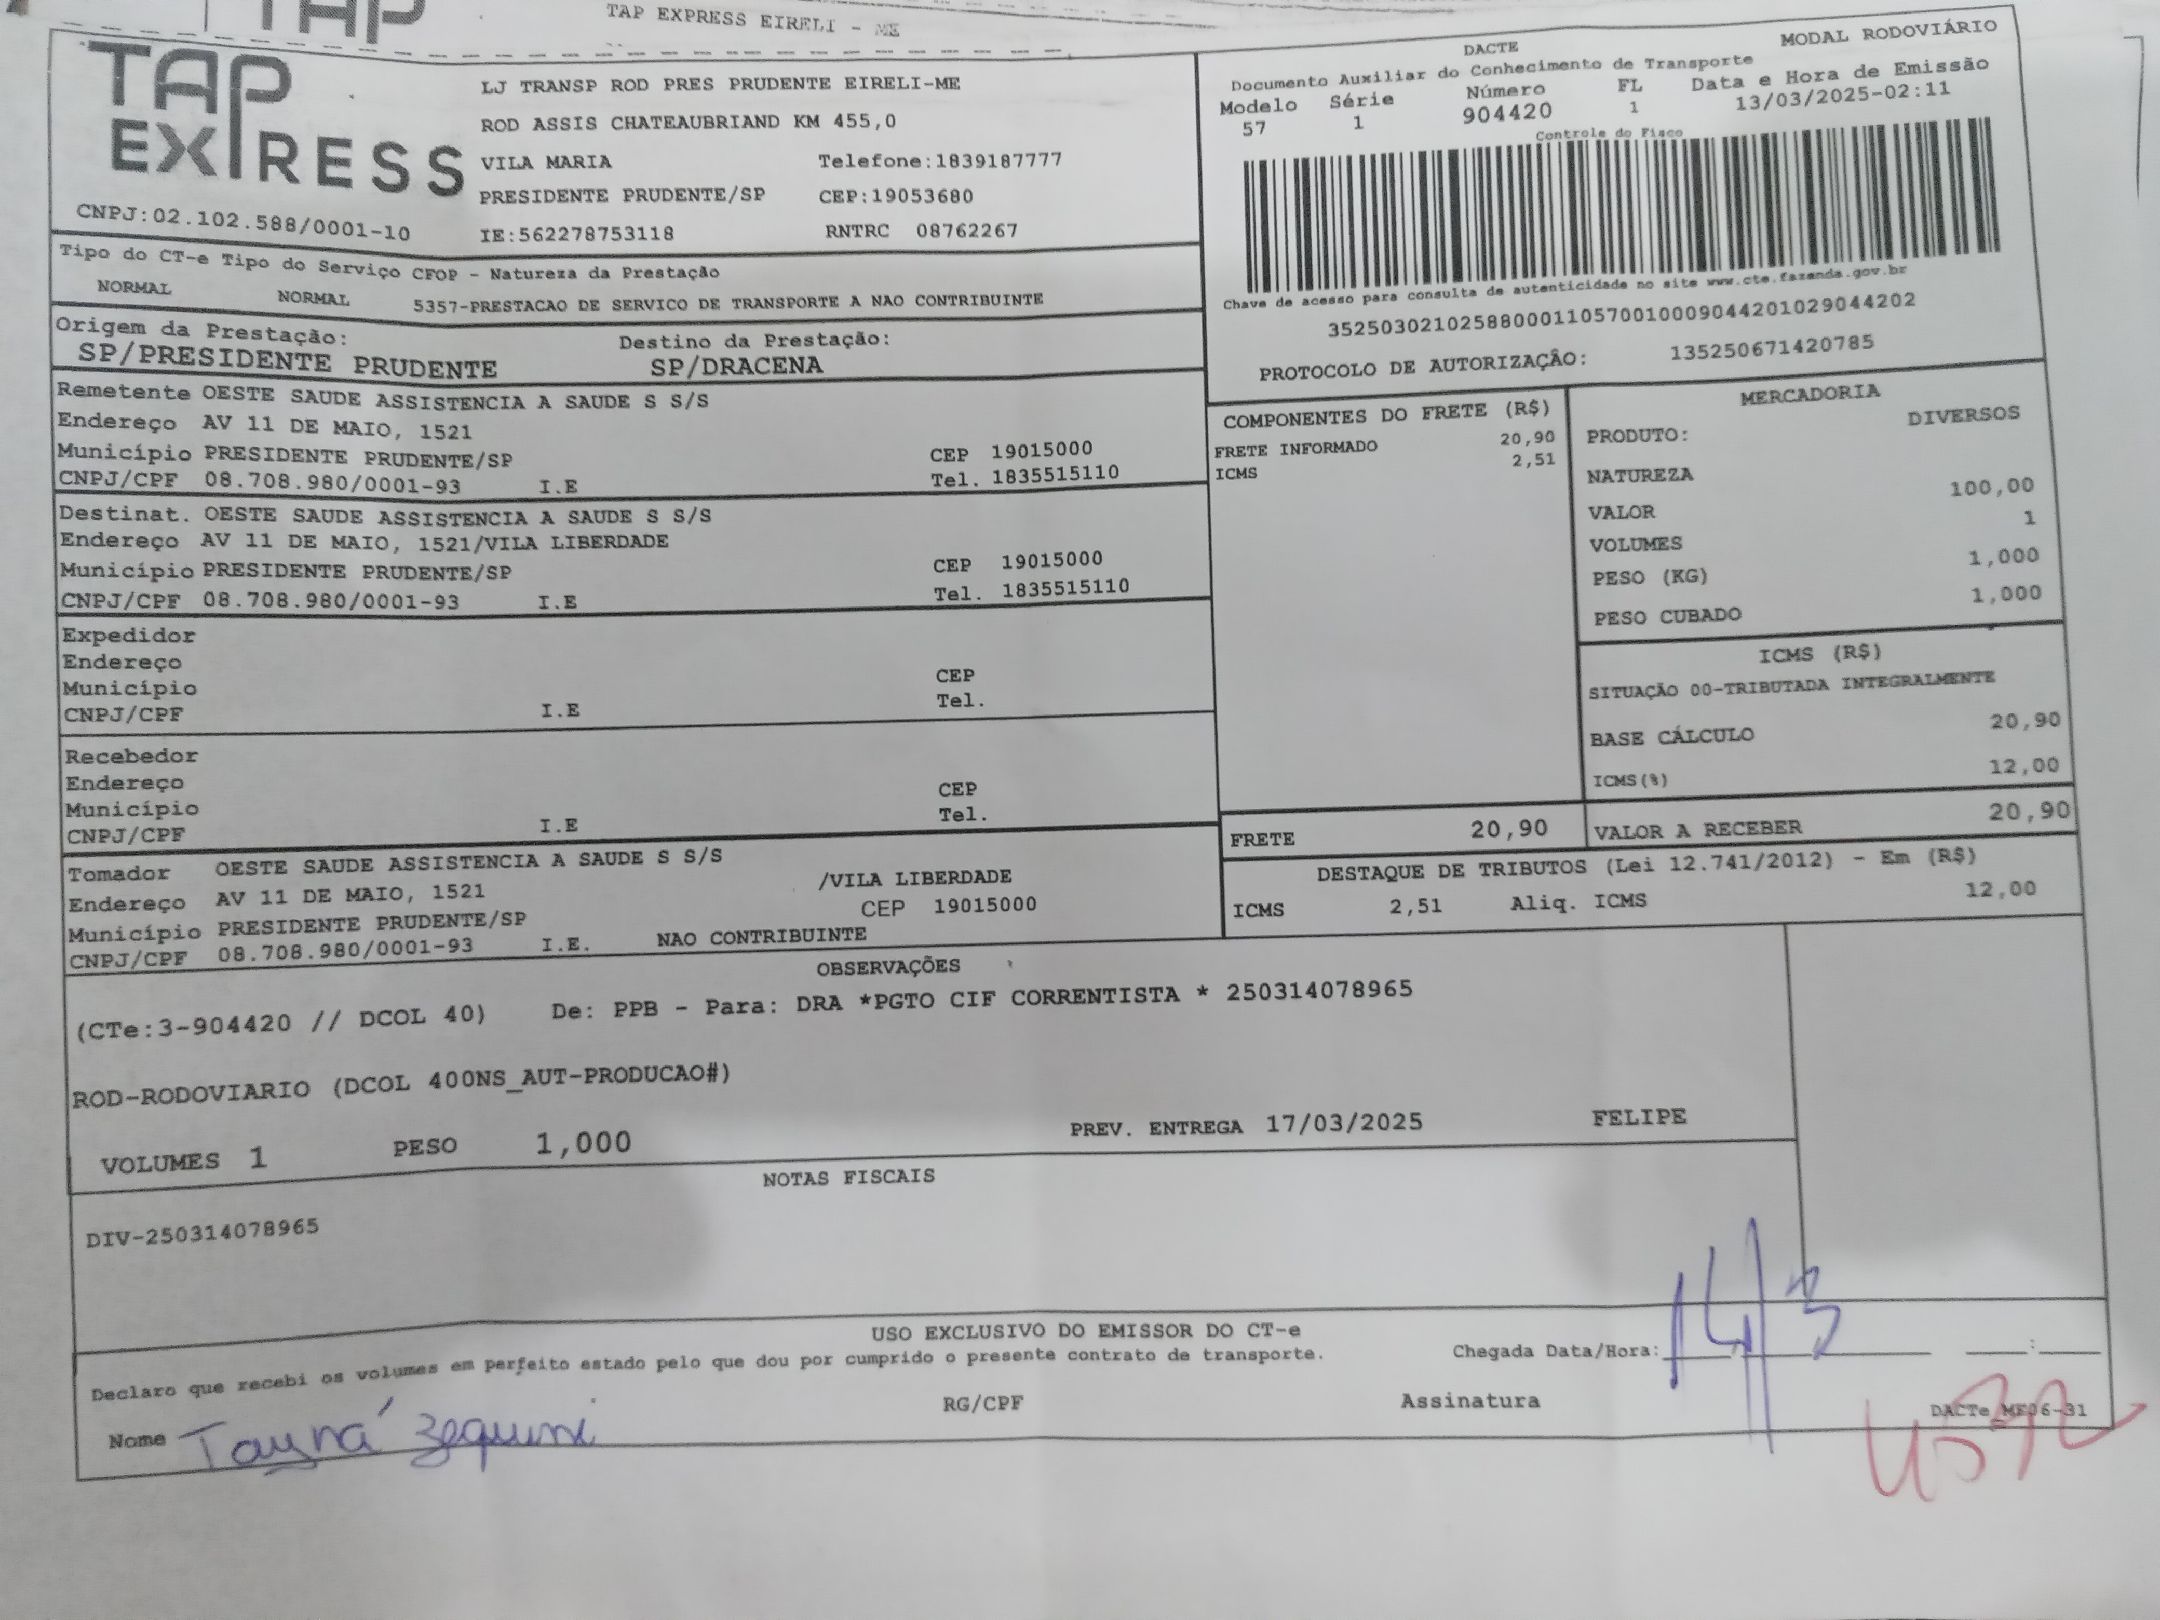 TAP
TAP EXPRESS EIRELI - ME
TAP
EXPRESS
CNPJ:02.102.588/0001-10
LJ TRANSP ROD PRES PRUDENTE EIRELI-ME
ROD ASSIS CHATEAUBRIAND KM 455,0
VILA MARIA Telefone:1839187777
PRESIDENTE PRUDENTE/SP CEP:19053680
IE:562278753118 RNTRC 08762267
DACTE MODAL RODOVIÁRIO
Documento Auxiliar do Conhecimento de Transporte
Modelo Série Número FL Data e Hora de Emissão
57 1 904420 1 13/03/2025-02:11
Controle do Fisco
Chave de acesso para consulta de autenticidade no site www.cte.fazenda.gov.br
35250302102588000110570010009044201029044202
PROTOCOLO DE AUTORIZAÇÃO: 135250671420785
Tipo do CT-e Tipo do Serviço CFOP - Natureza da Prestação
NORMAL NORMAL 5357-PRESTACAO DE SERVICO DE TRANSPORTE A NAO CONTRIBUINTE
Origem da Prestação: Destino da Prestação:
SP/PRESIDENTE PRUDENTE SP/DRACENA
Remetente OESTE SAUDE ASSISTENCIA A SAUDE S S/S
Endereço AV 11 DE MAIO, 1521
Município PRESIDENTE PRUDENTE/SP CEP 19015000
CNPJ/CPF 08.708.980/0001-93 I.E Tel. 1835515110
Destinat. OESTE SAUDE ASSISTENCIA A SAUDE S S/S
Endereço AV 11 DE MAIO, 1521/VILA LIBERDADE
Município PRESIDENTE PRUDENTE/SP CEP 19015000
CNPJ/CPF 08.708.980/0001-93 I.E Tel. 1835515110
Expedidor
Endereço
Município CEP
CNPJ/CPF I.E Tel.
Recebedor
Endereço
Município CEP
CNPJ/CPF I.E Tel.
Tomador OESTE SAUDE ASSISTENCIA A SAUDE S S/S
Endereço AV 11 DE MAIO, 1521 /VILA LIBERDADE
Município PRESIDENTE PRUDENTE/SP CEP 19015000
CNPJ/CPF 08.708.980/0001-93 I.E. NAO CONTRIBUINTE
COMPONENTES DO FRETE (R$)
FRETE INFORMADO 20,90
ICMS 2,51
MERCADORIA
PRODUTO: DIVERSOS
NATUREZA
VALOR 100,00
VOLUMES 1
PESO (KG) 1,000
PESO CUBADO 1,000
ICMS (R$)
SITUAÇÃO 00-TRIBUTADA INTEGRALMENTE
BASE CÁLCULO 20,90
ICMS(%) 12,00
FRETE 20,90 VALOR A RECEBER 20,90
DESTAQUE DE TRIBUTOS (Lei 12.741/2012) - Em (R$)
ICMS 2,51 Aliq. ICMS 12,00
OBSERVAÇÕES
(CTe:3-904420 // DCOL 40) De: PPB - Para: DRA *PGTO CIF CORRENTISTA * 250314078965
ROD-RODOVIARIO (DCOL 400NS_AUT-PRODUCAO#)
VOLUMES 1 PESO 1,000 PREV. ENTREGA 17/03/2025 FELIPE
NOTAS FISCAIS
DIV-250314078965
USO EXCLUSIVO DO EMISSOR DO CT-e
Declaro que recebi os volumes em perfeito estado pelo que dou por cumprido o presente contrato de transporte. Chegada Data/Hora: 14/3 :
Nome Tayná Zequini RG/CPF Assinatura
DACTe_MF06-31